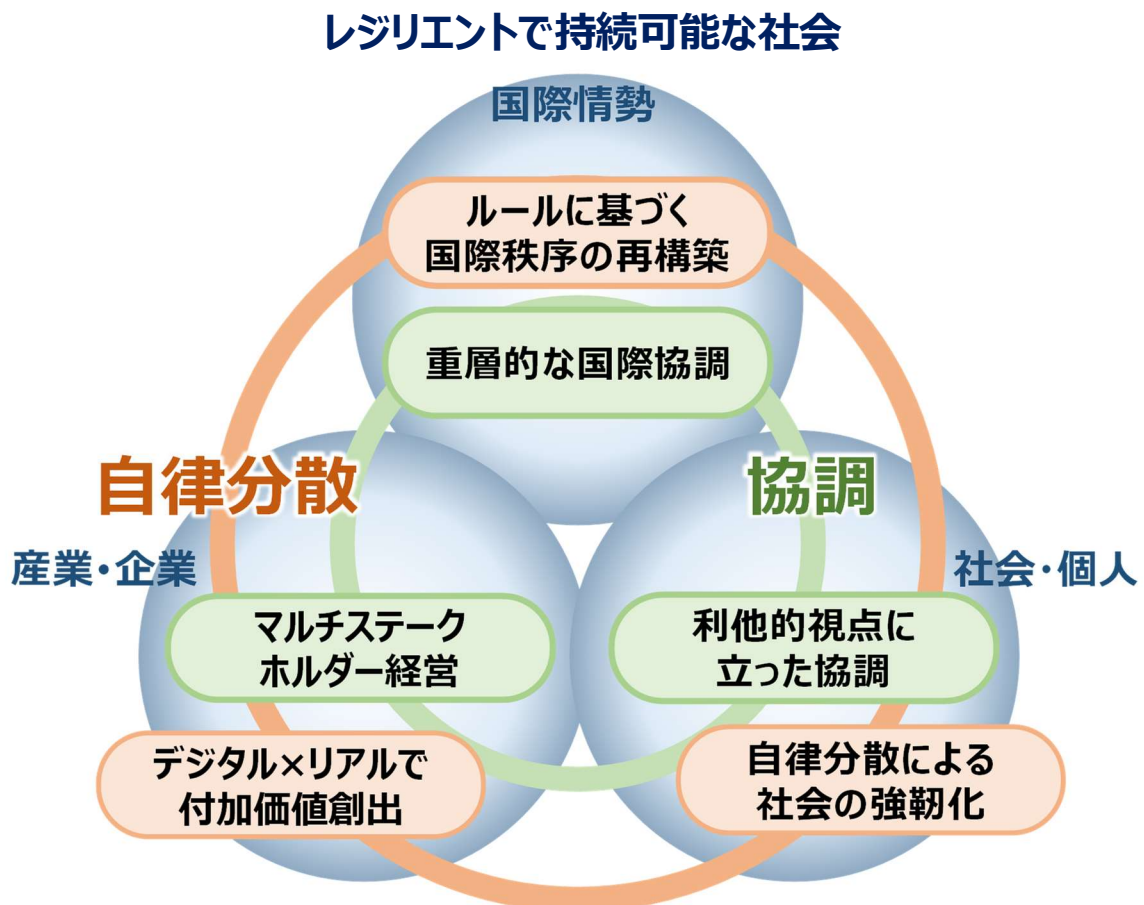 レジリエントで持続可能な社会
国際情勢
ルールに基づく
国際秩序の再構築
重層的な国際協調
自律分散
協調
産業・企業
社会・個人
マルチステーク
ホルダー経営
利他的視点に
立った協調
デジタル×リアルで
付加価値創出
自律分散による
社会の強靭化